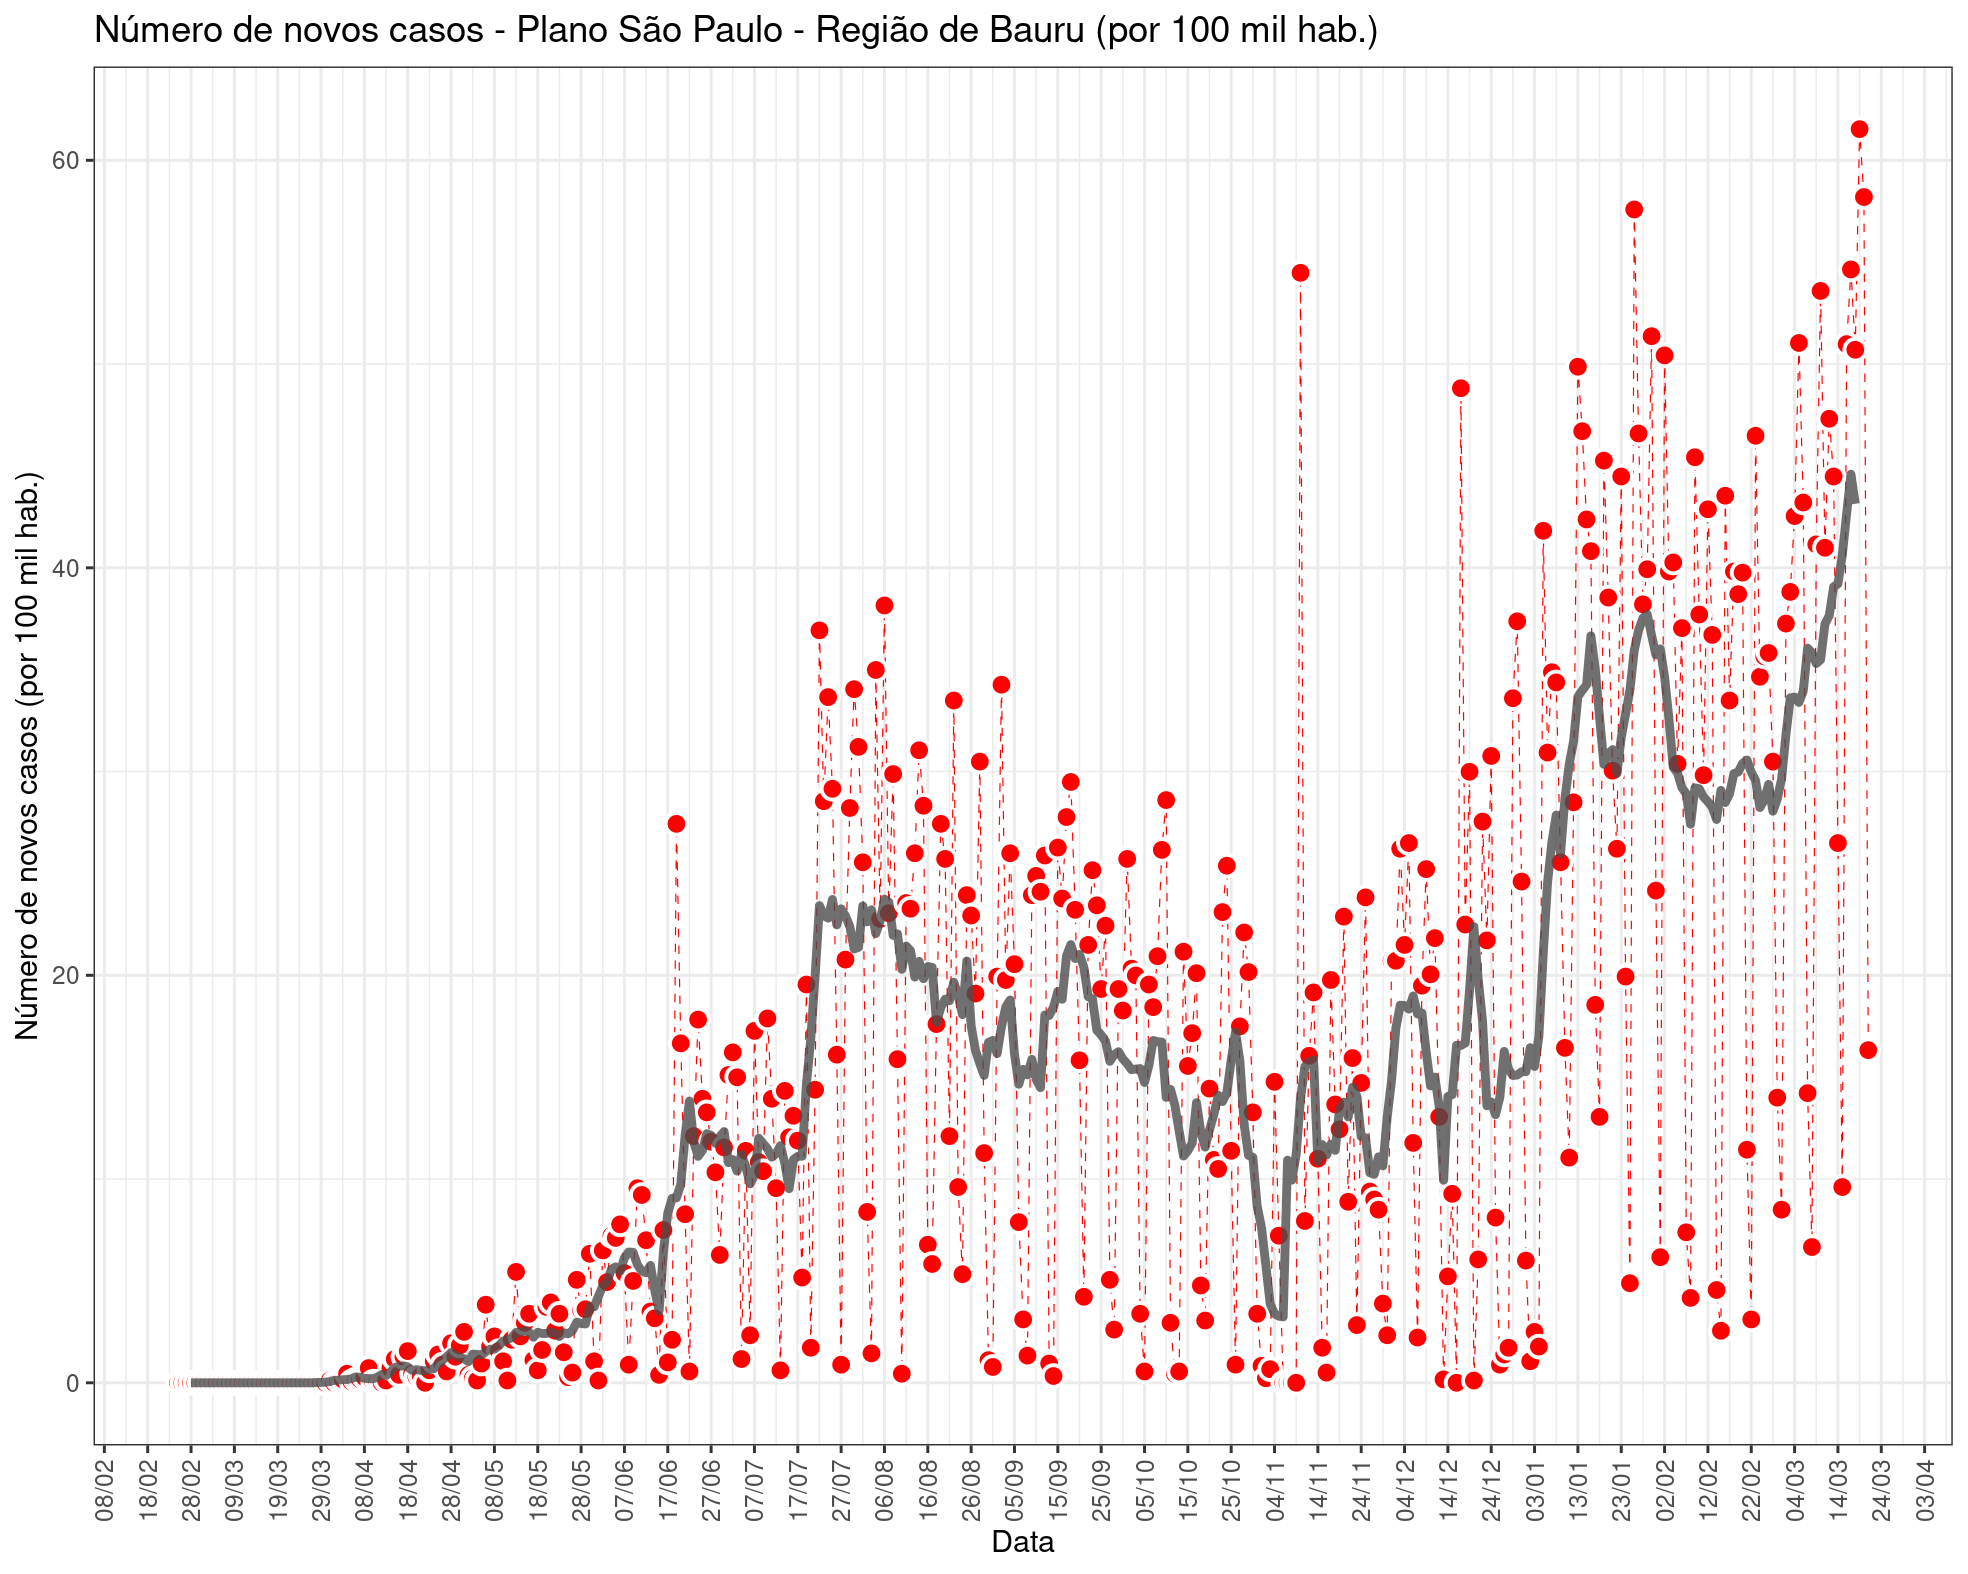 Número de novos casos - Plano São Paulo - Região de Bauru (por 100 mil hab.)
Número de novos casos (por 100 mil hab.)
60
40
20
0
08/02 18/02 28/02 09/03 19/03 29/03 08/04 18/04 28/04 08/05 18/05 28/05 07/06 17/06 27/06 07/07 17/07 27/07 06/08 16/08 26/08 05/09 15/09 25/09 05/10 15/10 25/10 04/11 14/11 24/11 04/12 14/12 24/12 03/01 13/01 23/01 02/02 12/02 22/02 04/03 14/03 24/03 03/04
Data